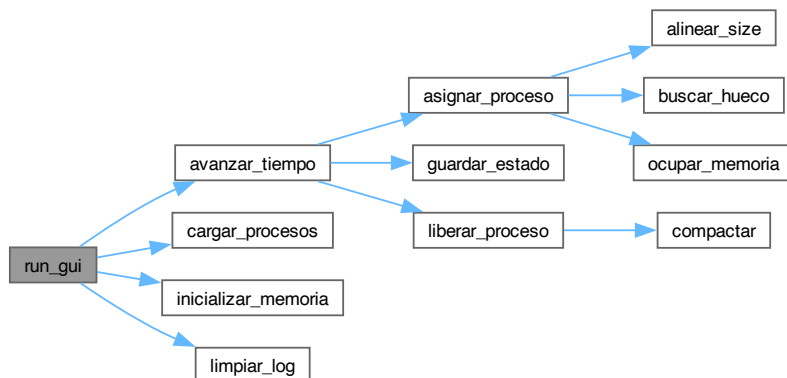 run_gui
avanzar_tiempo
cargar_procesos
inicializar_memoria
limpiar_log
asignar_proceso
guardar_estado
liberar_proceso
alinear_size
buscar_hueco
ocupar_memoria
compactar